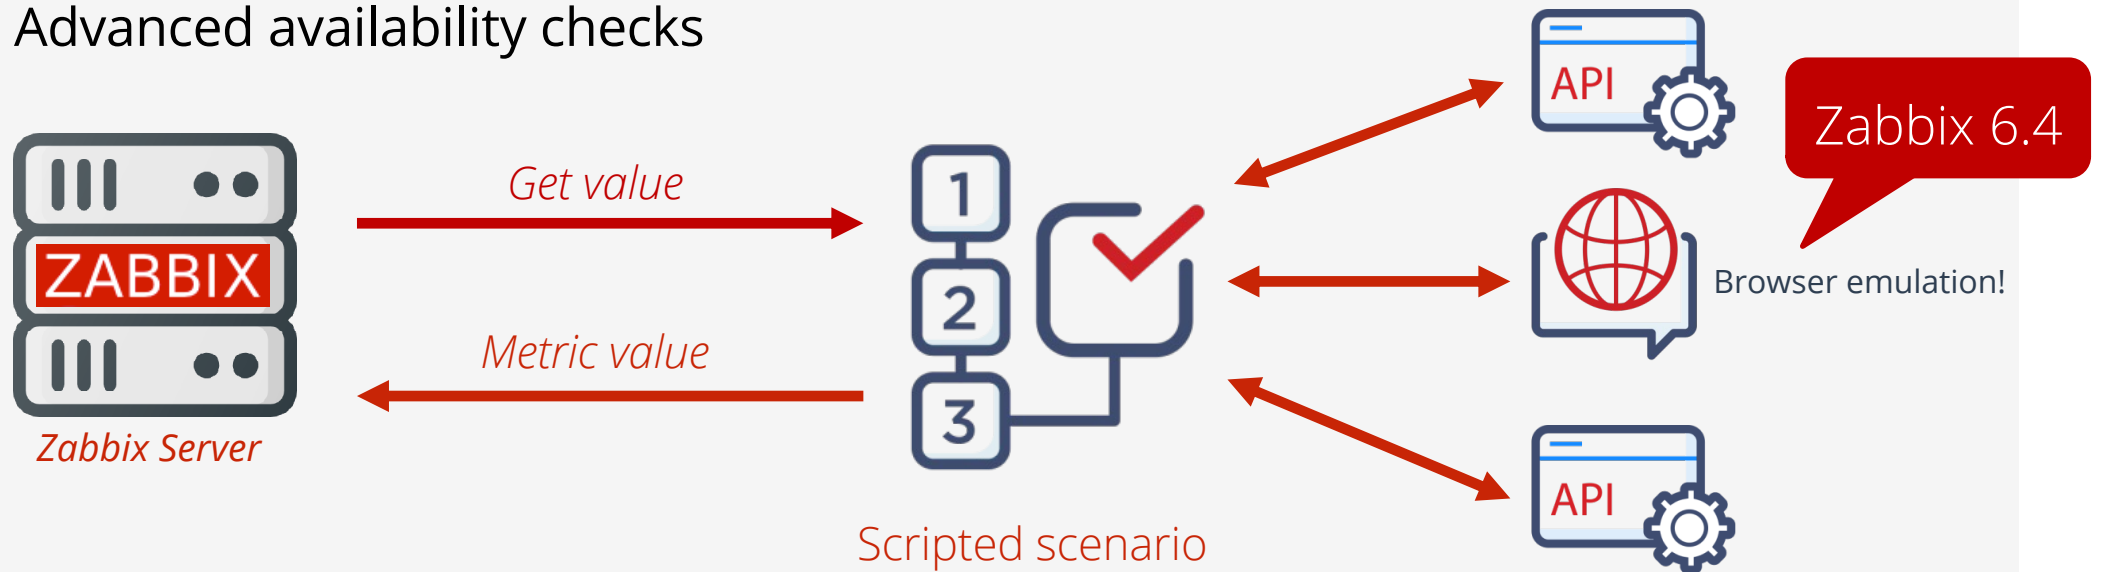 Advanced availability checks
API
Zabbix 6.4
Get value
1
ZABBIX
2
Browser emulation!
Metric value
3
Zabbix Server
API
Scripted scenario